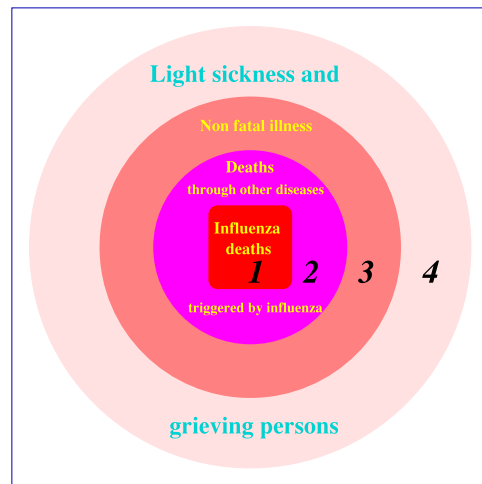 Light sickness and
Non fatal illness
Deaths
through other diseases
Influenza
deaths
1 2 3 4
triggered by influenza
grieving persons